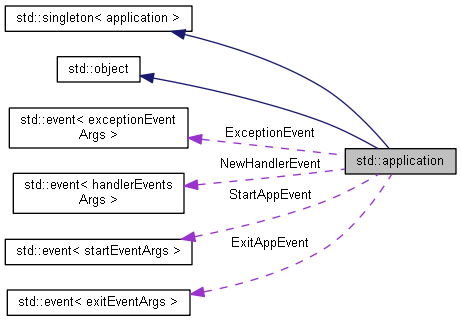 std::singleton< application >
std::object
std::event< exceptionEvent
Args >
ExceptionEvent
std::application
NewHandlerEvent
std::event< handlerEvents
Args >
StartAppEvent
std::event< startEventArgs >
ExitAppEvent
std::event< exitEventArgs >